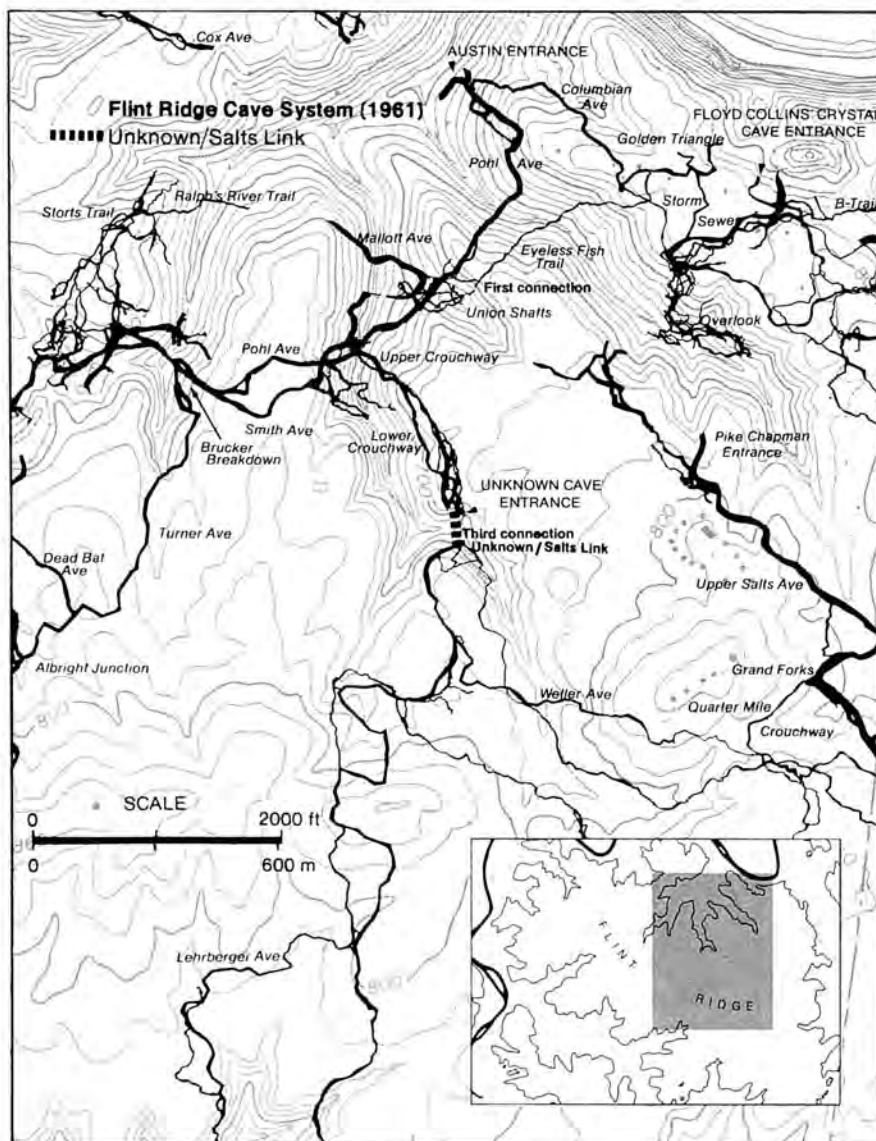 Cox Ave
AUSTIN ENTRANCE
Columbian
Ave
Flint Ridge Cave System (1961)
Unknown/Salts Link
FLOYD COLLINS' CRYSTAL
CAVE ENTRANCE
Golden Triangle
Pohl Ave
Ralph's River Trail
Storts Trail
Storm
Sewer
B-Trail
Mallott Ave
Eyeless Fish
Trail
First connection
Union Shafts
Overlook
Pohl Ave
Upper Crouchway
Smith Ave
Lower
Crouchway
Brucker
Breakdown
Pike Chapman
Entrance
UNKNOWN CAVE
ENTRANCE
800
Third connection
Unknown/Salts Link
Turner Ave
Dead Bat
Ave
Upper Salts Ave
Albright Junction
Grand Forks
Weller Ave
Quarter Mile
Crouchway
800
SCALE
0 2000 ft
0 600 m
Lehrberger Ave
800
FLINT
RIDGE